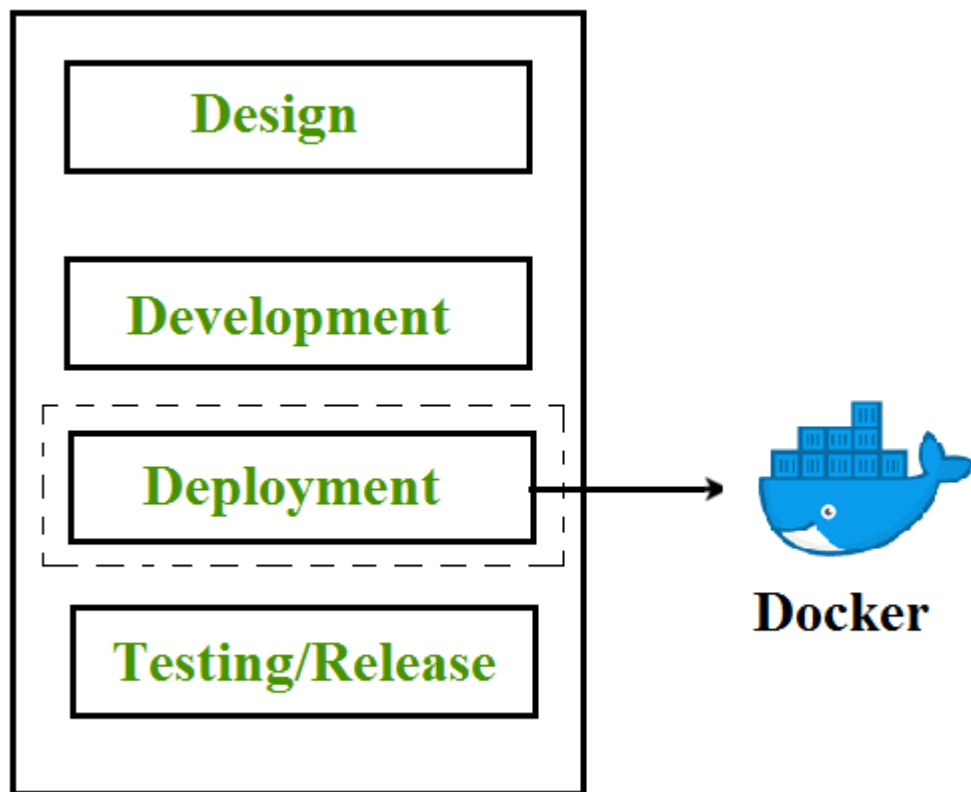 Design
Development
Deployment
Testing/Release
Docker